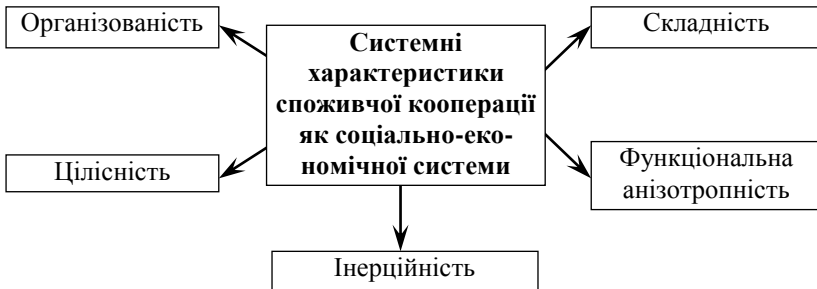 Організованість
Системні
характеристики
споживчої кооперації
як соціально-еко-
номічної системи
Складність
Цілісність
Функціональна
анізотропність
Інерційність